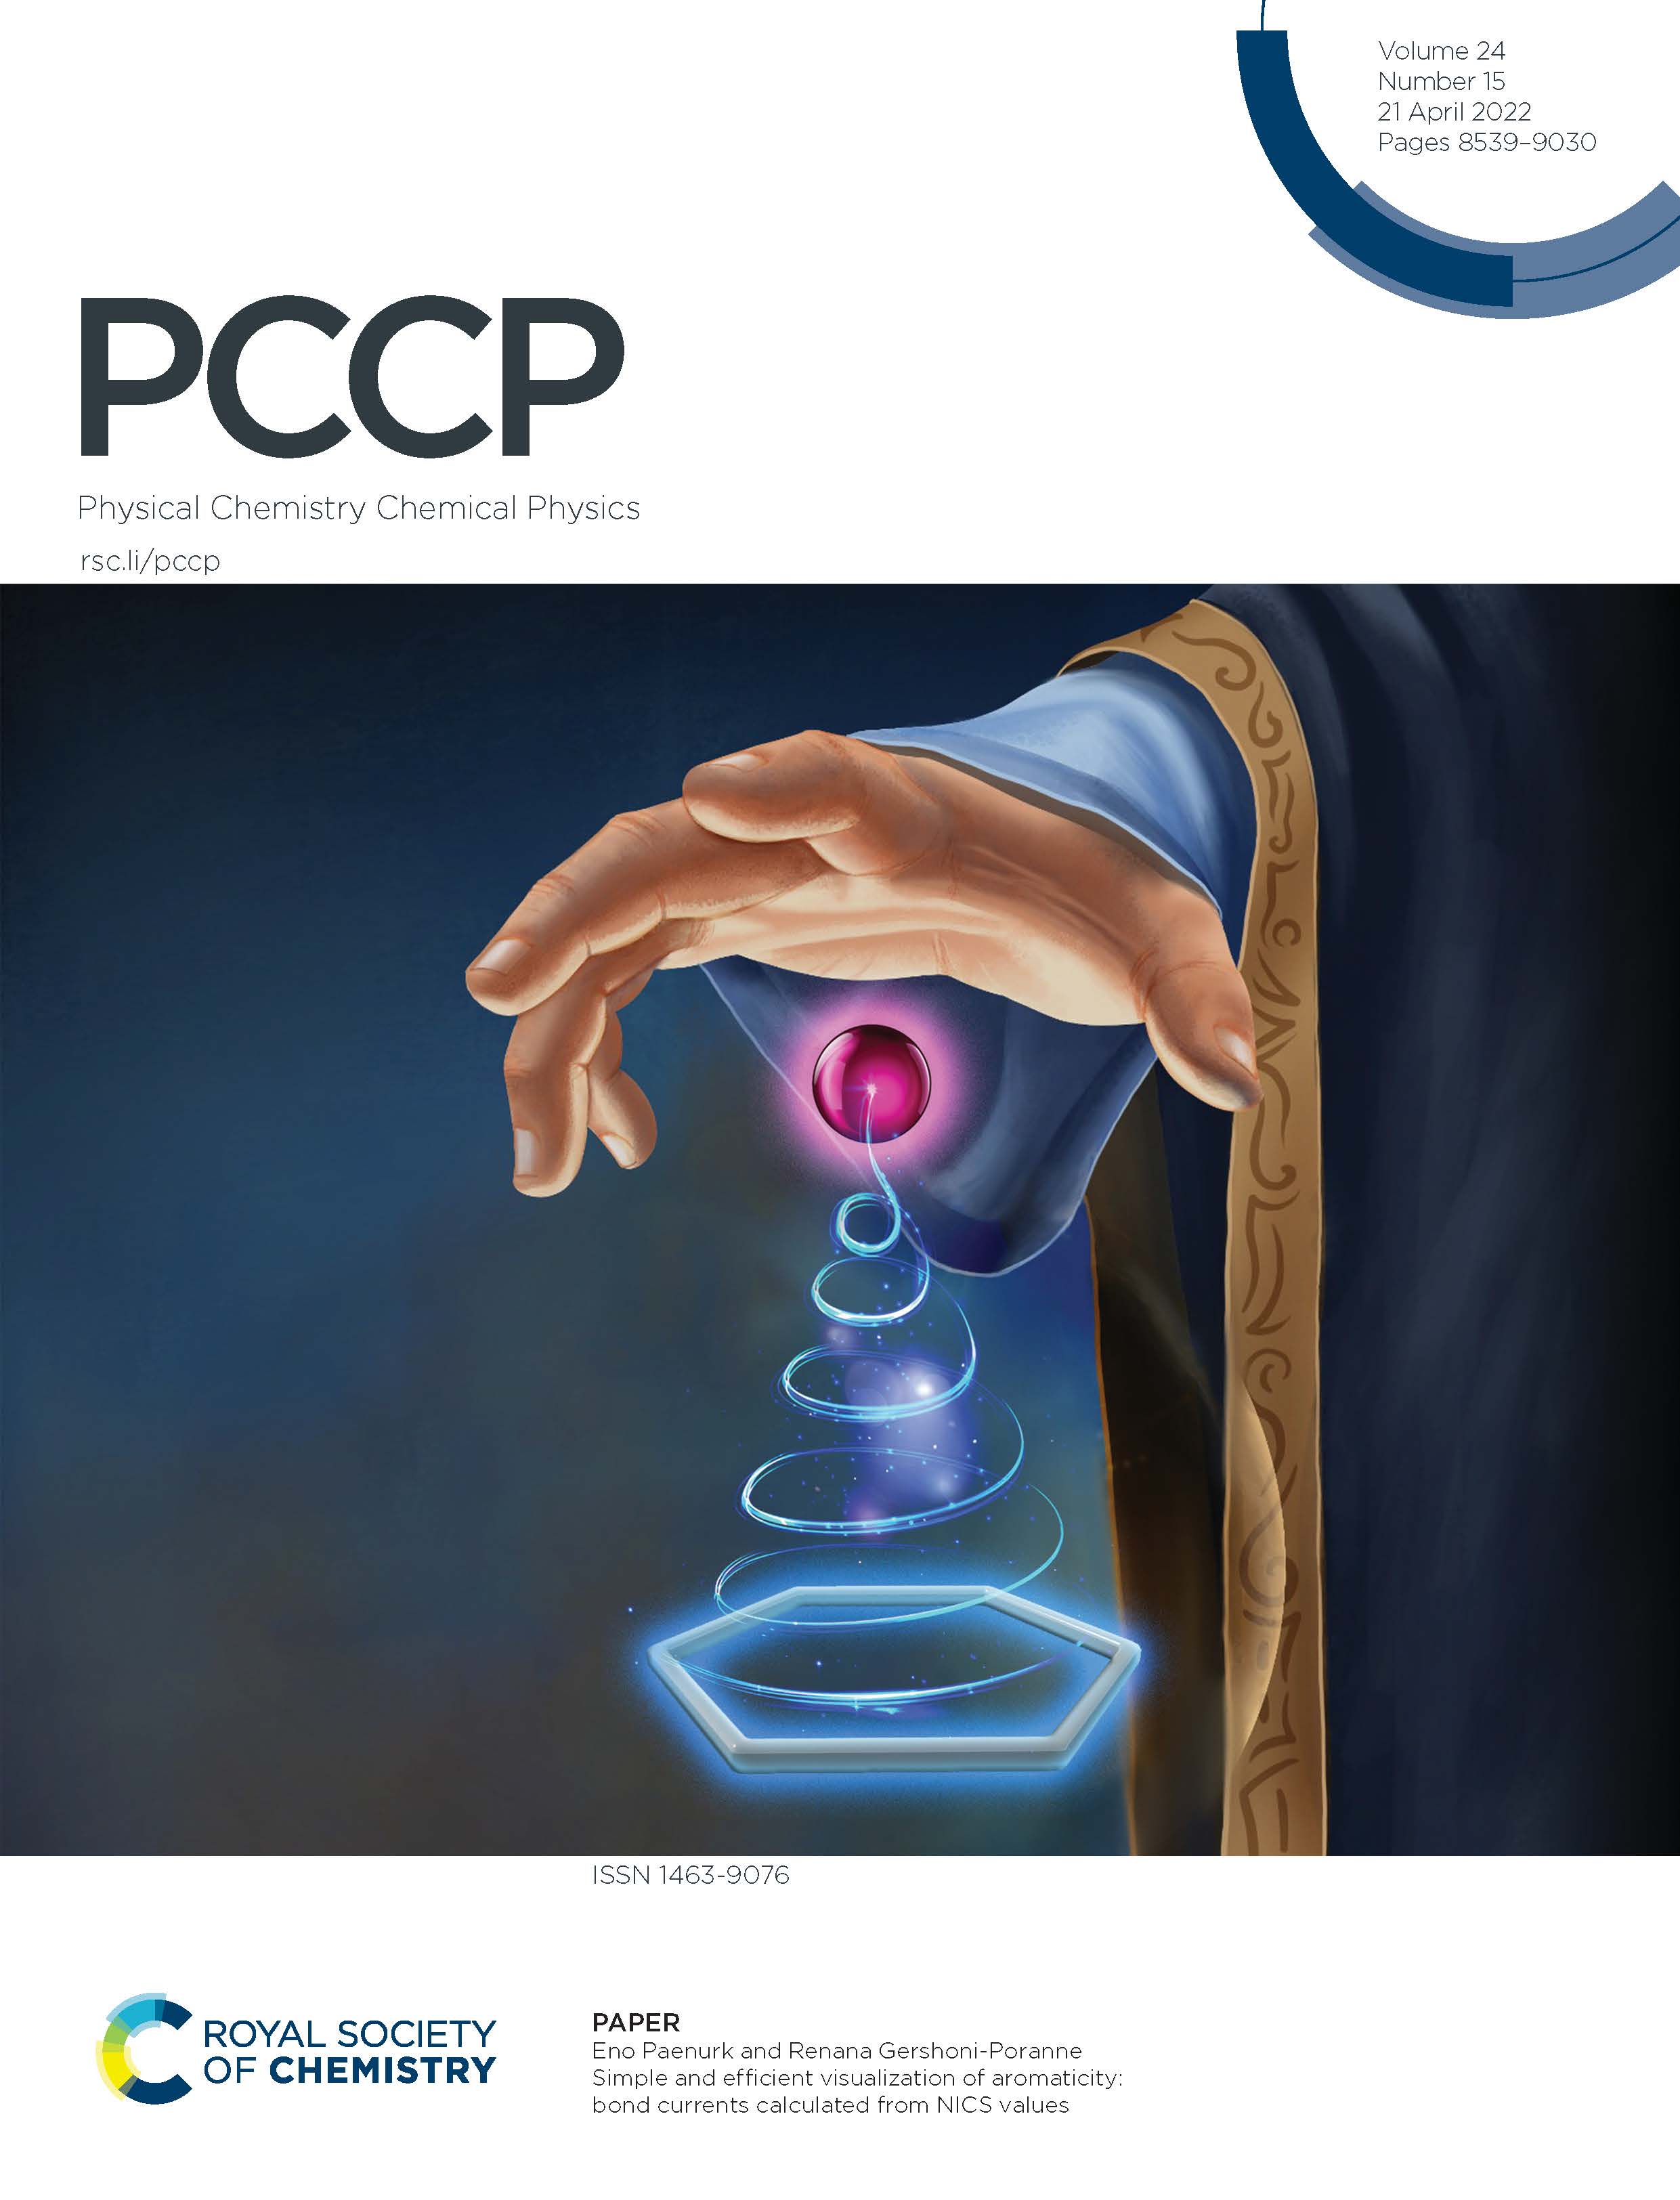 Volume 24
Number 15
21 April 2022
Pages 8539–9030
PCCP
Physical Chemistry Chemical Physics
rsc.li/pccp
ISSN 1463-9076
ROYAL SOCIETY
OF CHEMISTRY
PAPER
Eno Paenurk and Renana Gershoni-Poranne
Simple and efficient visualization of aromaticity:
bond currents calculated from NICS values